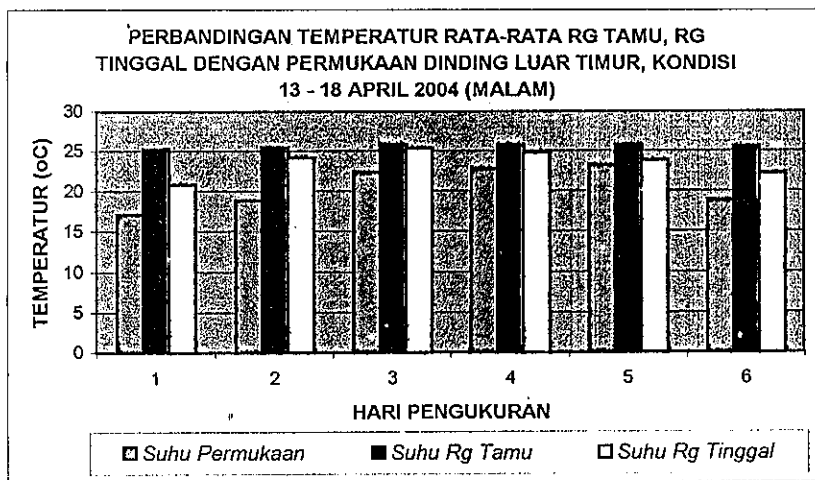 PERBANDINGAN TEMPERATUR RATA-RATA RG TAMU, RG
TINGGAL DENGAN PERMUKAAN DINDING LUAR TIMUR, KONDISI
13 - 18 APRIL 2004 (MALAM)
TEMPERATUR (oC)
30
25
20
15
10
5
0
1 2 3 4 5 6
HARI PENGUKURAN
Suhu Permukaan Suhu Rg Tamu Suhu Rg Tinggal